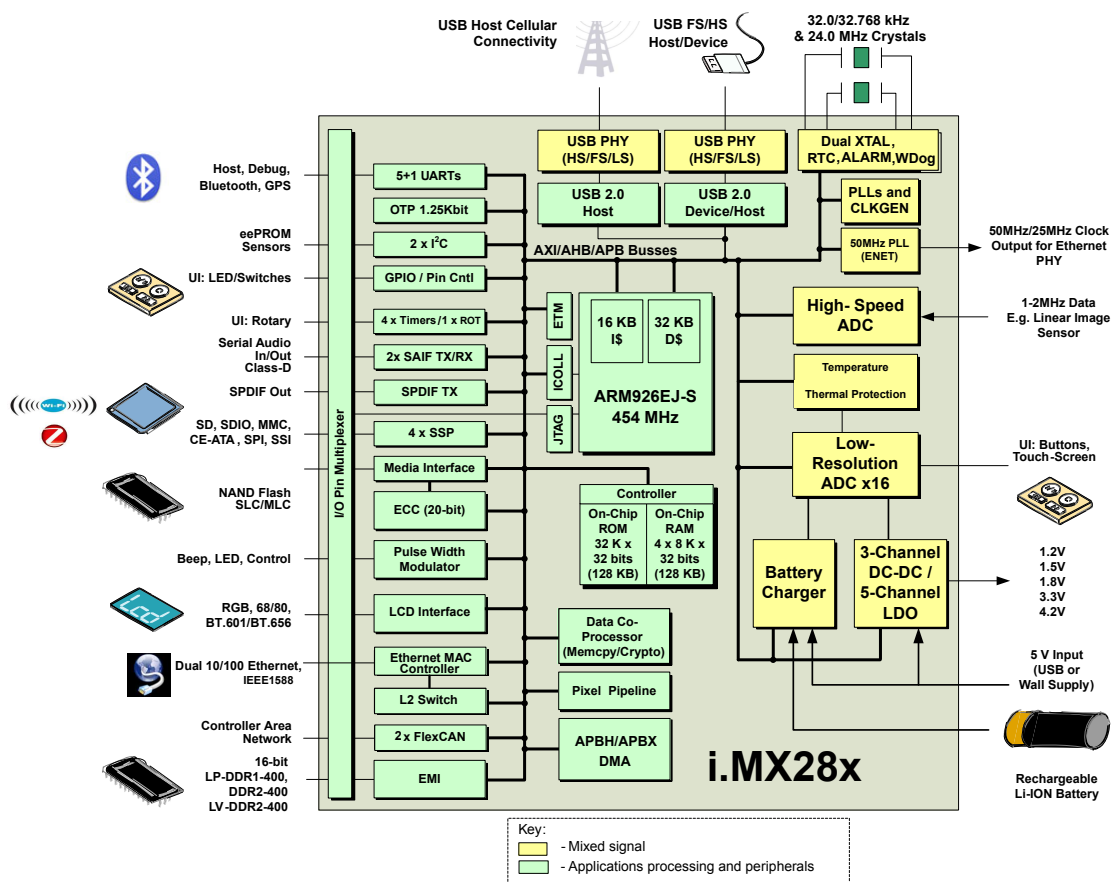 USB Host Cellular
Connectivity
USB FS/HS
Host/Device
32.0/32.768 kHz
& 24.0 MHz Crystals
USB PHY
(HS/FS/LS)
USB PHY
(HS/FS/LS)
Dual XTAL,
RTC, ALARM, WDog
USB 2.0
Host
USB 2.0
Device/Host
PLLs and
CLKGEN
50MHz PLL
(ENET)
50MHz/25MHz Clock
Output for Ethernet
PHY
AXI/AHB/APB Busses
I/O Pin Multiplexer
Host, Debug,
Bluetooth, GPS
5+1 UARTs
OTP 1.25Kbit
eePROM
Sensors
2 x I²C
UI: LED/Switches
GPIO / Pin Cntl
UI: Rotary
4 x Timers/1 x ROT
Serial Audio
In/Out
Class-D
2x SAIF TX/RX
SPDIF Out
SPDIF TX
Wi-Fi
SD, SDIO, MMC,
CE-ATA, SPI, SSI
4 x SSP
Media Interface
NAND Flash
SLC/MLC
ECC (20-bit)
Beep, LED, Control
Pulse Width
Modulator
lcd
RGB, 68/80,
BT.601/BT.656
LCD Interface
Dual 10/100 Ethernet,
IEEE1588
Ethernet MAC
Controller
L2 Switch
Controller Area
Network
2 x FlexCAN
16-bit
LP-DDR1-400,
DDR2-400
LV-DDR2-400
EMI
ETM
ICOLL
JTAG
16 KB
I$
32 KB
D$
ARM926EJ-S
454 MHz
Controller
On-Chip
ROM
32 K x
32 bits
(128 KB)
On-Chip
RAM
4 x 8 K x
32 bits
(128 KB)
Data Co-
Processor
(Memcpy/Crypto)
Pixel Pipeline
APBH/APBX
DMA
High- Speed
ADC
1-2MHz Data
E.g. Linear Image
Sensor
Temperature
Thermal Protection
Low-
Resolution
ADC x16
UI: Buttons,
Touch-Screen
Battery
Charger
3-Channel
DC-DC /
5-Channel
LDO
1.2V
1.5V
1.8V
3.3V
4.2V
5 V Input
(USB or
Wall Supply)
Rechargeable
Li-ION Battery
i.MX28x
Key:
- Mixed signal
- Applications processing and peripherals